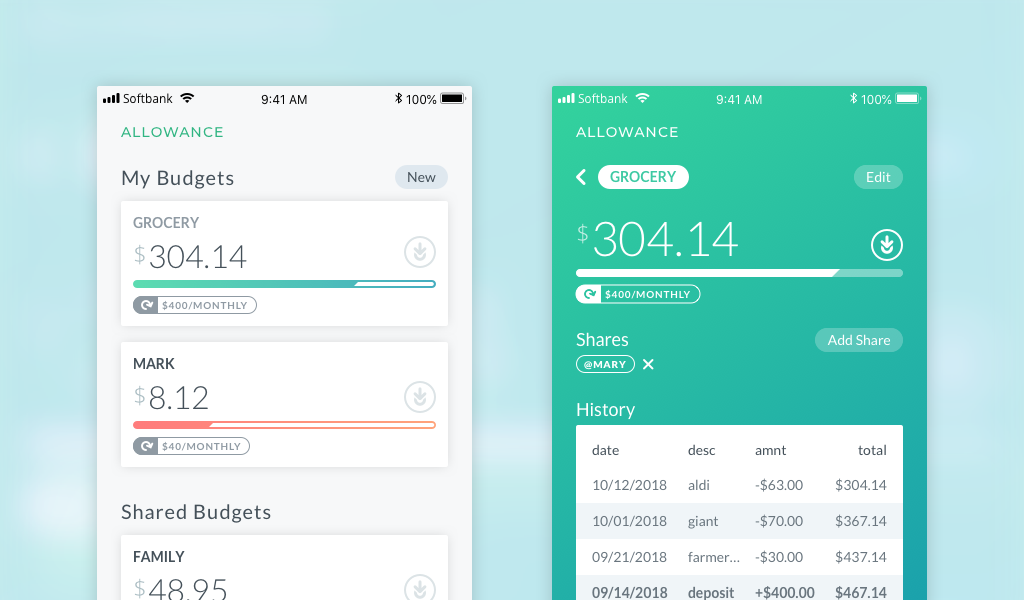 Softbank 9:41 AM 100%
ALLOWANCE
My Budgets New
GROCERY
$304.14
$400/MONTHLY
MARK
$8.12
$40/MONTHLY
Shared Budgets
FAMILY
$48.95
Softbank 9:41 AM 100%
ALLOWANCE
GROCERY Edit
$304.14
$400/MONTHLY
Shares Add Share
@MARY
History
date desc amnt total
10/12/2018 aldi -$63.00 $304.14
10/01/2018 giant -$70.00 $367.14
09/21/2018 farmer... -$30.00 $437.14
09/14/2018 deposit +$400.00 $467.14